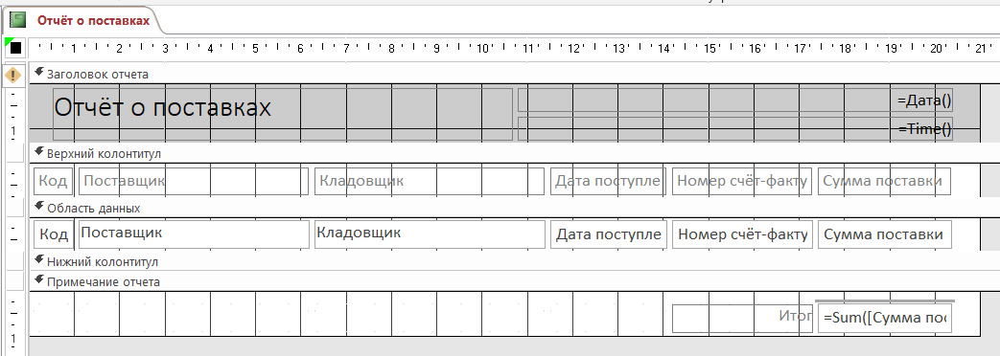 Отчёт о поставках
1 2 3 4 5 6 7 8 9 10 11 12 13 14 15 16 17 18 19 20 21
Заголовок отчета
Отчёт о поставках
=Дата()
1
=Time()
Верхний колонтитул
Код Поставщик Кладовщик Дата поступле Номер счёт-факту Сумма поставки
Область данных
Код Поставщик Кладовщик Дата поступле Номер счёт-факту Сумма поставки
Нижний колонтитул
Примечание отчета
Итог =Sum([Сумма пос
1